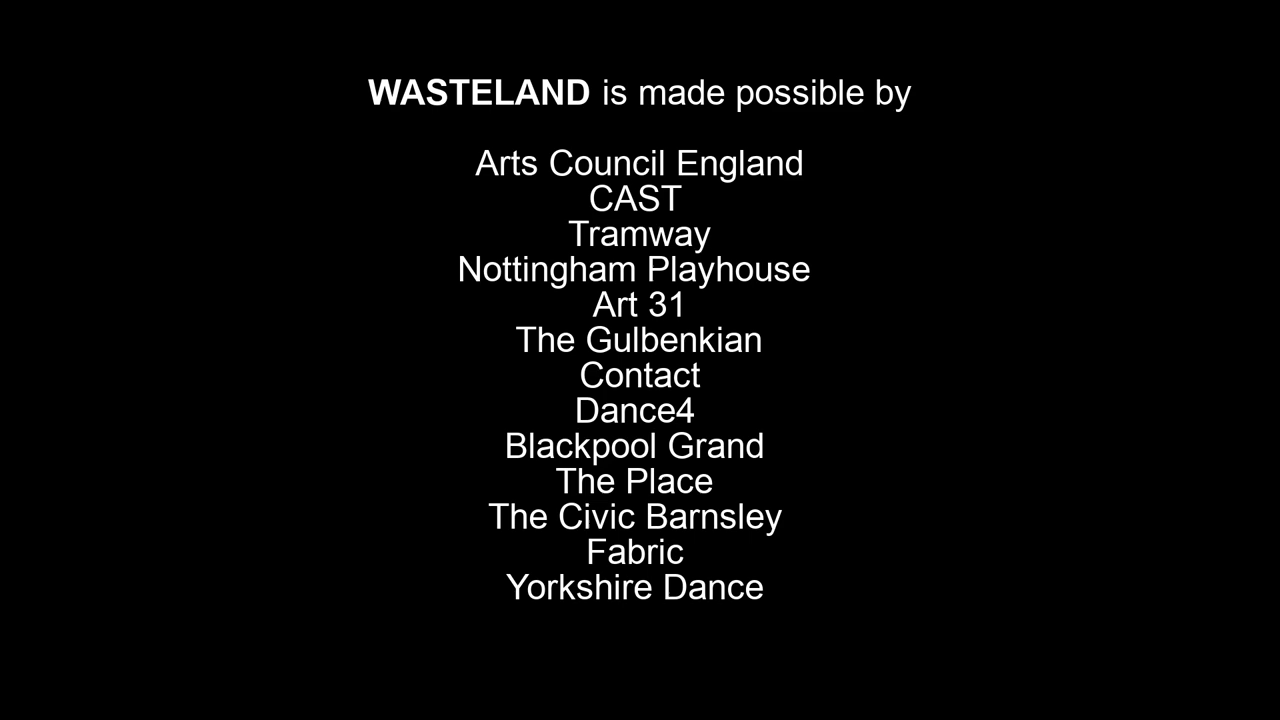 WASTELAND is made possible by
Arts Council England
CAST
Tramway
Nottingham Playhouse
Art 31
The Gulbenkian
Contact
Dance4
Blackpool Grand
The Place
The Civic Barnsley
Fabric
Yorkshire Dance